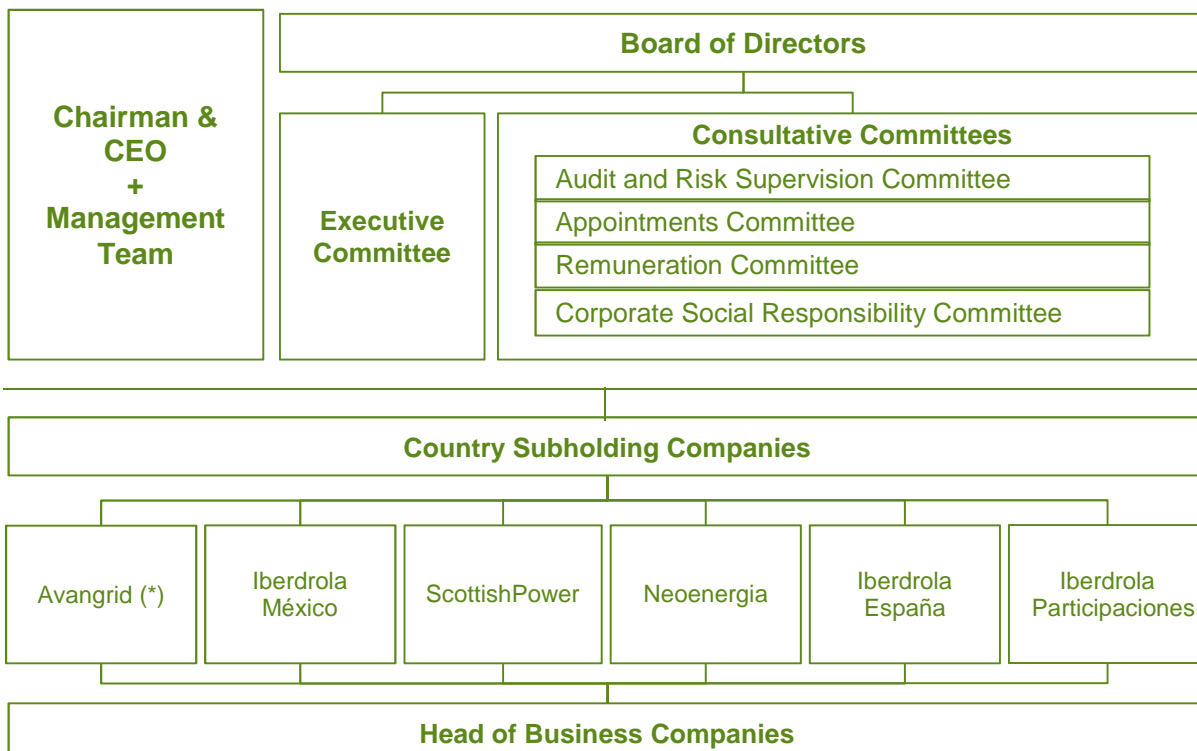 Chairman &
CEO
+
Management
Team
Board of Directors
Executive
Committee
Consultative Committees
Audit and Risk Supervision Committee
Appointments Committee
Remuneration Committee
Corporate Social Responsibility Committee
Country Subholding Companies
Avangrid (*)
Iberdrola
México
ScottishPower
Neoenergia
Iberdrola
España
Iberdrola
Participaciones
Head of Business Companies